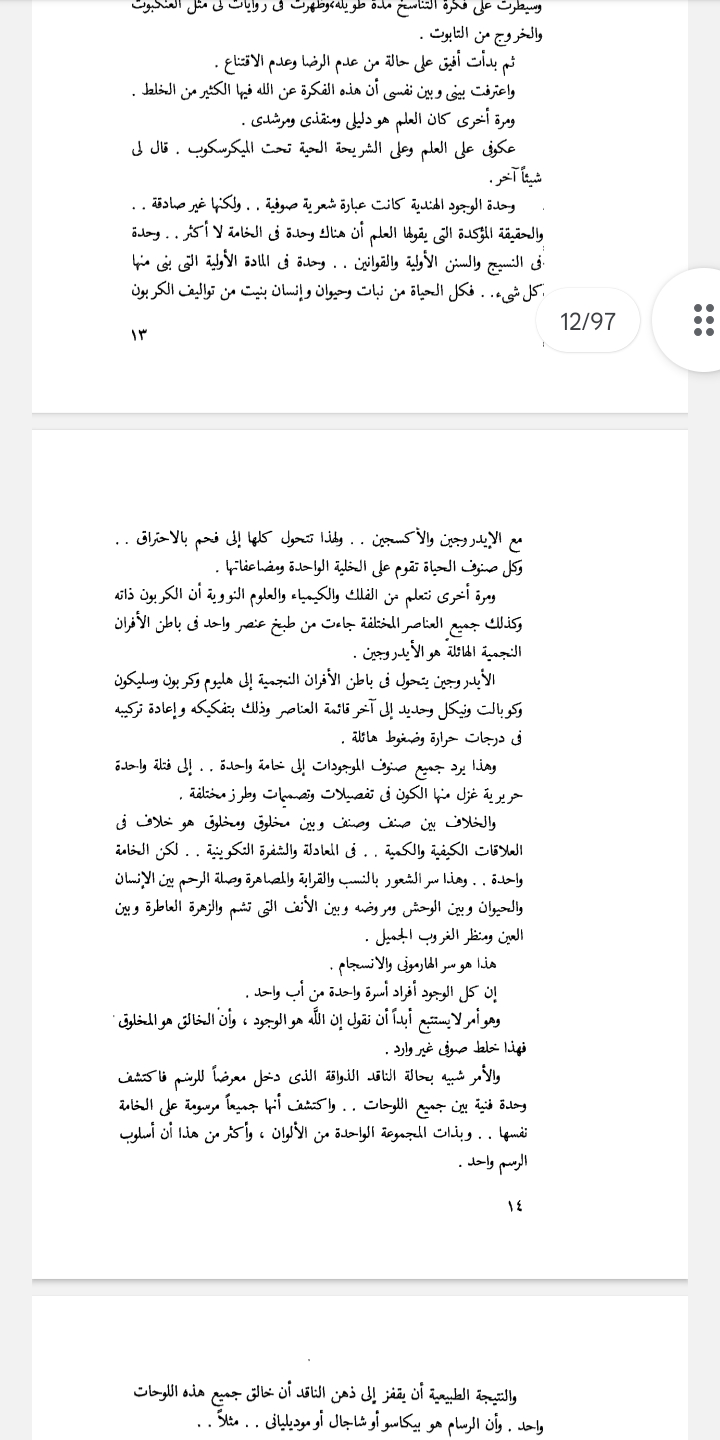 وسيطرت على فكرة التناسخ مدة طويلة، وظهرت فى روايات لى مثل العنكبوت
والخروج من التابوت .
ثم بدأت أفيق على حالة من عدم الرضا وعدم الاقتناع .
واعترفت بينى وبين نفسى أن هذه الفكرة عن الله فيها الكثير من الخلط .
ومرة أخرى كان العلم هو دليلى ومنقذى ومرشدى .
عكوفى على العلم وعلى الشريحة الحية تحت الميكرسكوب . قال لى
شيئاً آخر .
وحدة الوجود الهندية كانت عبارة شعرية صوفية . . ولكنها غير صادقة . .
والحقيقة المؤكدة التى يقولها العلم أن هناك وحدة فى الخامة لا أكثر . . وحدة
فى النسيج والسنن الأولية والقوانين . . وحدة فى المادة الأولية التى بنى منها
كل شىء . . فكل الحياة من نبات وحيوان وإنسان بنيت من تواليف الكربون
12/97
١٣
مع الإيدروجين والأكسجين . . ولهذا تتحول كلها إلى فحم بالاحتراق . .
وكل صنوف الحياة تقوم على الخلية الواحدة ومضاعفاتها .
ومرة أخرى نتعلم من الفلك والكيمياء والعلوم النووية أن الكربون ذاته
وكذلك جميع العناصر المختلفة جاءت من طبخ عنصر واحد فى باطن الأفران
النجمية الهائلة هو الأيدروجين .
الأيدروجين يتحول فى باطن الأفران النجمية إلى هليوم وكربون وسليكون
وكوبالت ونيكل وحديد إلى آخر قائمة العناصر وذلك بتفكيكه وإعادة تركيبه
فى درجات حرارة وضغوط هائلة .
وهذا يرد جميع صنوف الموجودات إلى خامة واحدة . . إلى فتلة واحدة
حريرية غزل منها الكون فى تفصيلات وتصميمات وطرز مختلفة .
والخلاف بين صنف وصنف وبين مخلوق ومخلوق هو خلاف فى
العلاقات الكيفية والكمية . . فى المعادلة والشفرة التكوينية . . لكن الخامة
واحدة . . وهذا سر الشعور بالنسب والقرابة والمصاهرة وصلة الرحم بين الإنسان
والحيوان وبين الوحش ومروضه وبين الأنف التى تشم والزهرة العاطرة وبين
العين ومنظر الغروب الجميل .
هذا هو سر الهارمونى والانسجام .
إن كل الوجود أفراد أسرة واحدة من أب واحد .
وهو أمر لا يستتبع أبداً أن نقول إن اللّه هو الوجود ، وأن الخالق هو المخلوق
فهذا خلط صوفى غير وارد .
والأمر شبيه بحالة الناقد الذواقة الذى دخل معرضاً للرسم فاكتشف
وحدة فنية بين جميع اللوحات . . واكتشف أنها جميعاً مرسومة على الخامة
نفسها . . وبذات المجموعة الواحدة من الألوان ، وأكثر من هذا أن أسلوب
الرسم واحد .
١٤
والنتيجة الطبيعية أن يقفز إلى ذهن الناقد أن خالق جميع هذه اللوحات
واحد . وأن الرسام هو بيكاسو أو شاجال أو موديليانى . . مثلاً . .